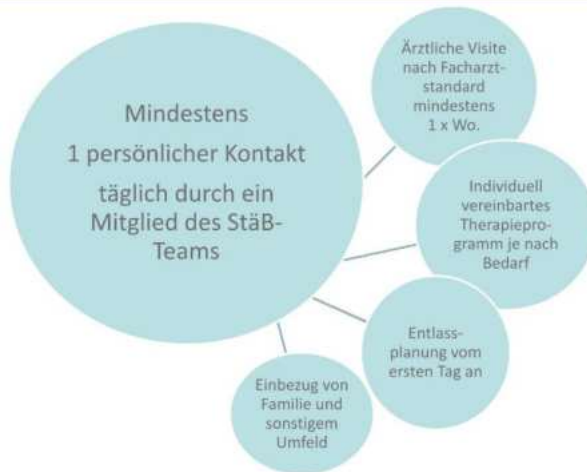 Mindestens
1 persönlicher Kontakt
täglich durch ein
Mitglied des StäB-
Teams
Ärztliche Visite
nach Facharzt-
standard
mindestens
1 x Wo.
Individuell
vereinbartes
Therapiepro-
gramm je nach
Bedarf
Entlass-
planung vom
ersten Tag an
Einbezug von
Familie und
sonstigem
Umfeld